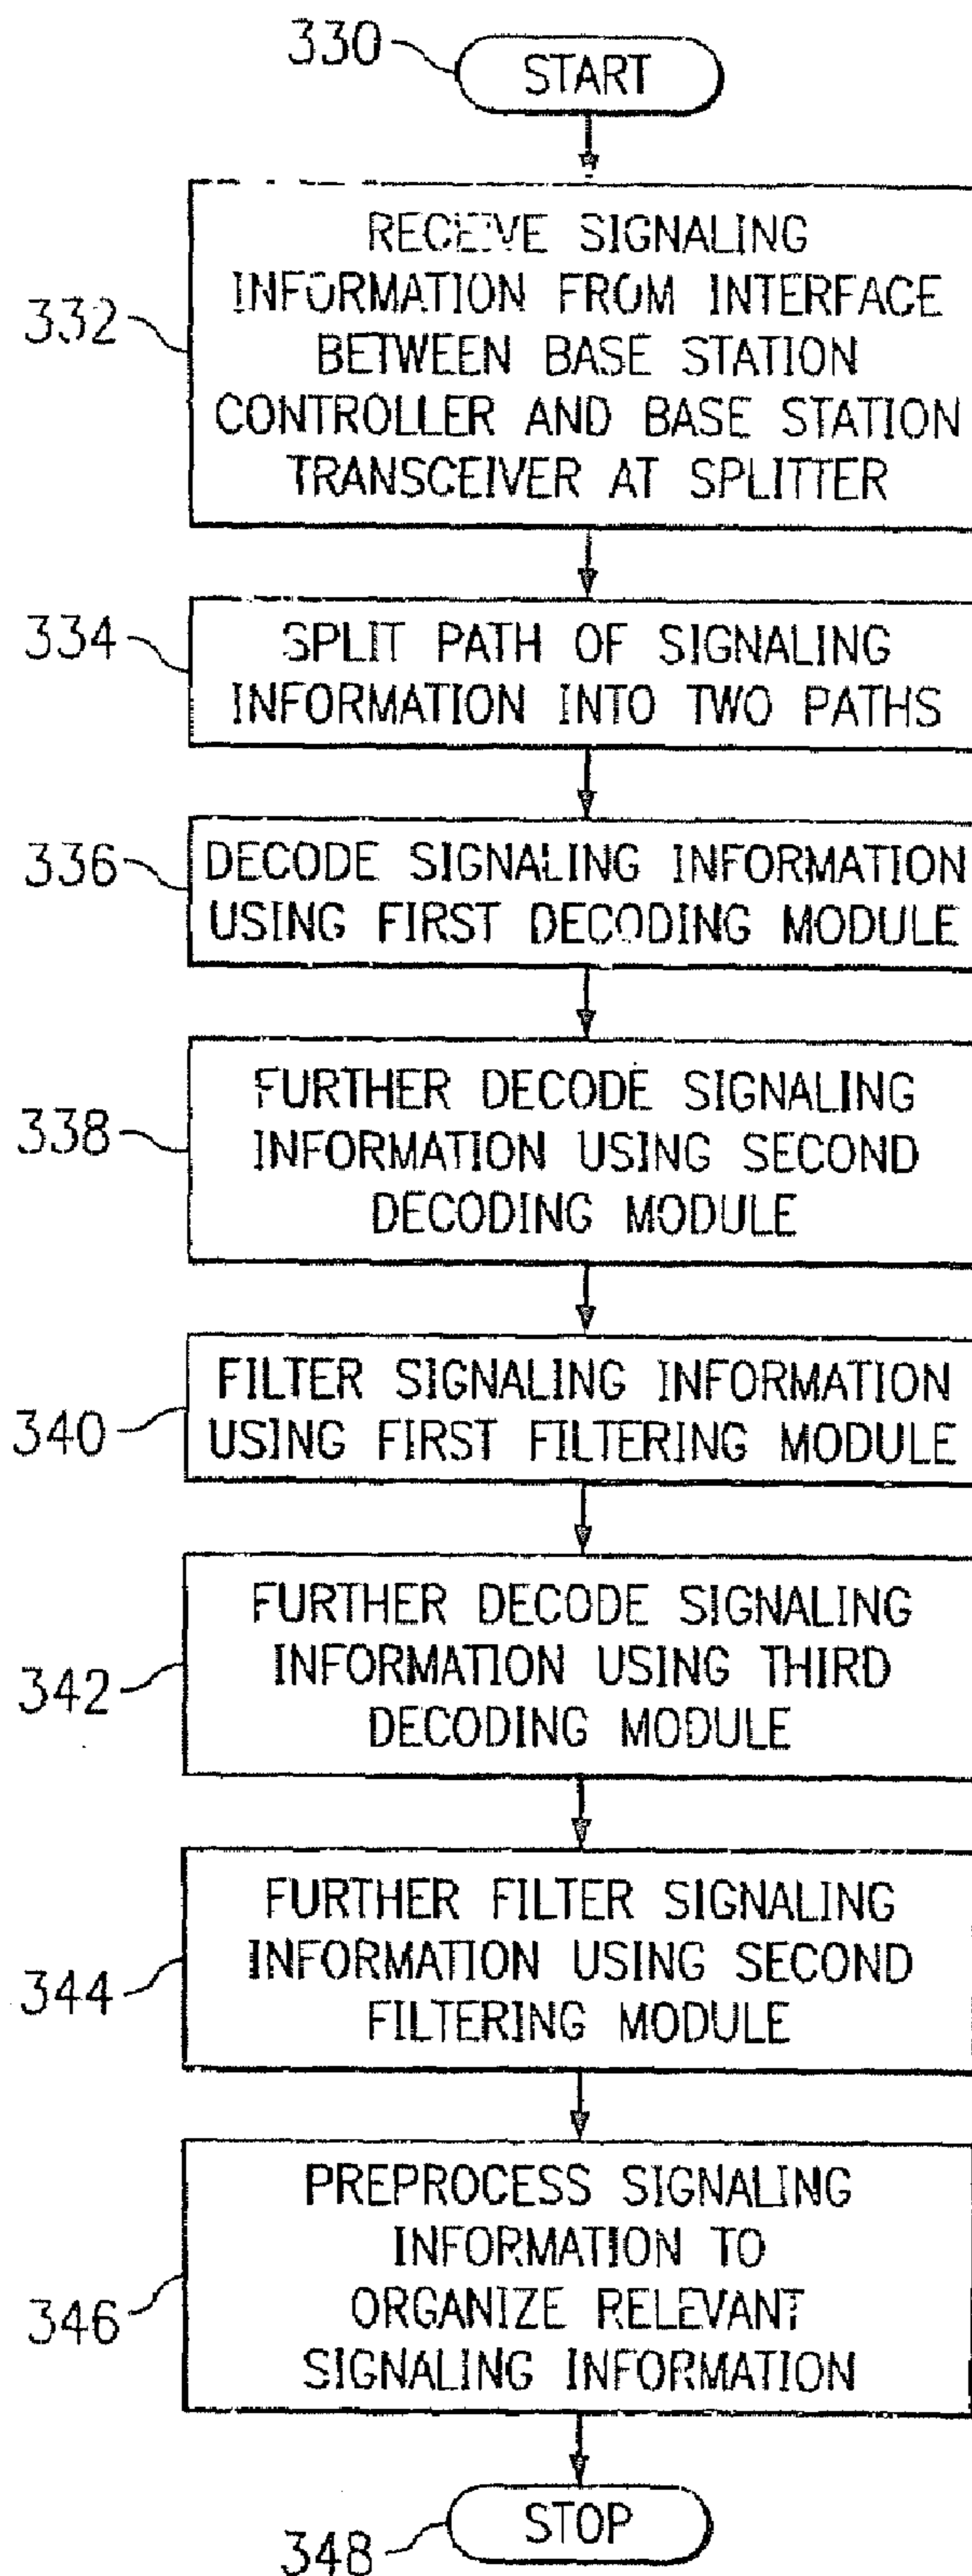 330
START
332
RECEIVE SIGNALING
INFORMATION FROM INTERFACE
BETWEEN BASE STATION
CONTROLLER AND BASE STATION
TRANSCEIVER AT SPLITTER
334
SPLIT PATH OF SIGNALING
INFORMATION INTO TWO PATHS
336
DECODE SIGNALING INFORMATION
USING FIRST DECODING MODULE
338
FURTHER DECODE SIGNALING
INFORMATION USING SECOND
DECODING MODULE
340
FILTER SIGNALING INFORMATION
USING FIRST FILTERING MODULE
342
FURTHER DECODE SIGNALING
INFORMATION USING THIRD
DECODING MODULE
344
FURTHER FILTER SIGNALING
INFORMATION USING SECOND
FILTERING MODULE
346
PREPROCESS SIGNALING
INFORMATION TO
ORGANIZE RELEVANT
SIGNALING INFORMATION
348
STOP